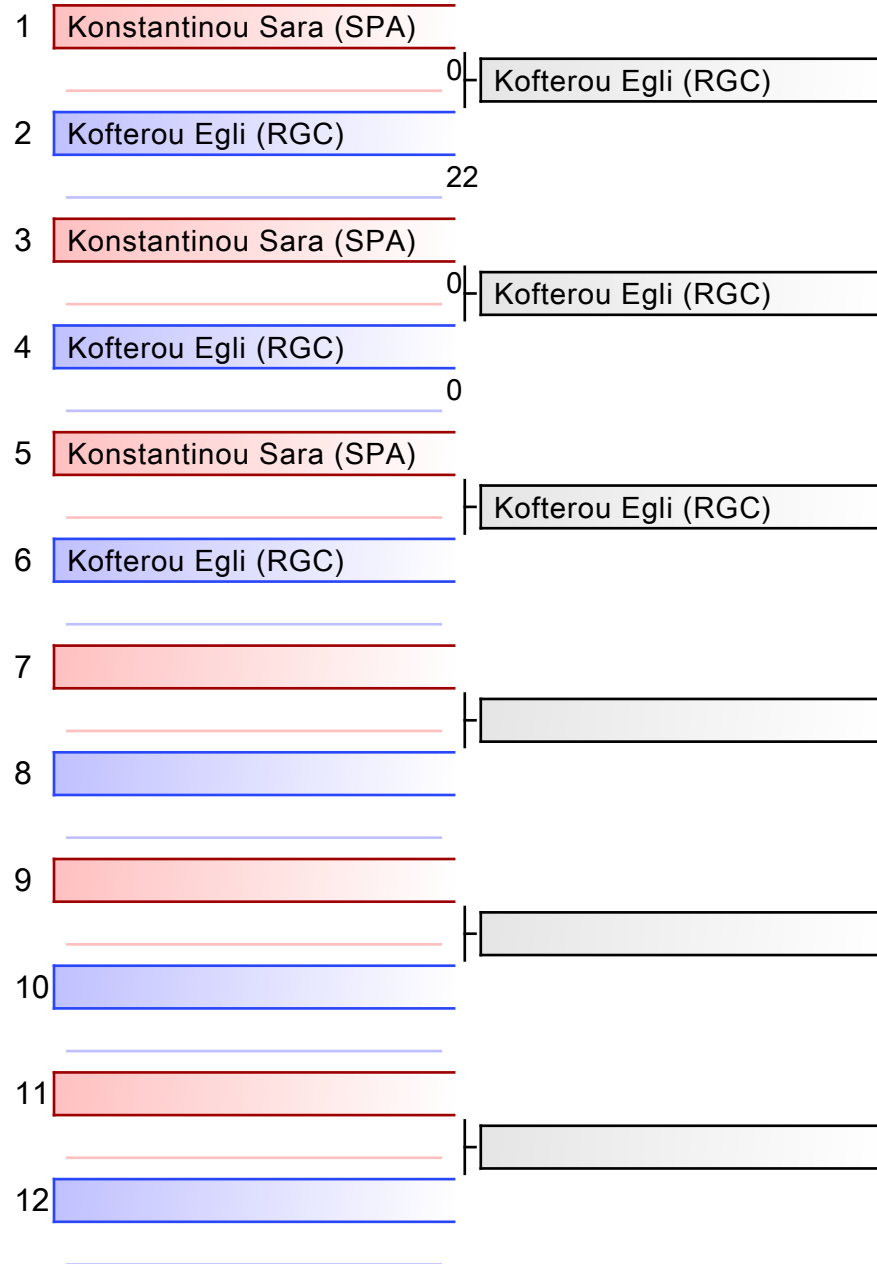 1 Konstantinou Sara (SPA)
0 Kofterou Egli (RGC)
2 Kofterou Egli (RGC)
22
3 Konstantinou Sara (SPA)
0 Kofterou Egli (RGC)
4 Kofterou Egli (RGC)
0
5 Konstantinou Sara (SPA)
Kofterou Egli (RGC)
6 Kofterou Egli (RGC)
7
8
9
10
11
12